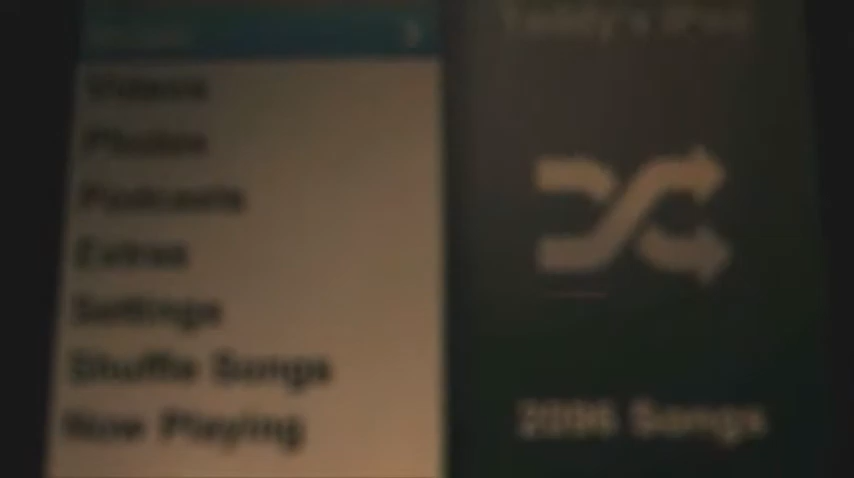 Videos
Photos
Podcasts
Extras
Settings
Shuffle Songs
Now Playing
Songs